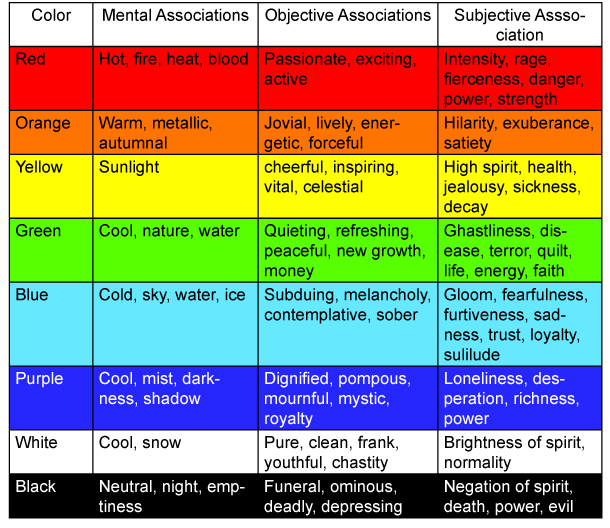 Color
Mental Associations
Objective Associations
Subjective Assso-
ciation
Red
Hot, fire, heat, blood
Passionate, exciting,
active
Intensity, rage,
fierceness, danger,
power, strength
Orange
Warm, metallic,
autumnal
Jovial, lively, ener-
getic, forceful
Hilarity, exuberance,
satiety
Yellow
Sunlight
cheerful, inspiring,
vital, celestial
High spirit, health,
jealousy, sickness,
decay
Green
Cool, nature, water
Quieting, refreshing,
peaceful, new growth,
money
Ghastliness, dis-
ease, terror, quilt,
life, energy, faith
Blue
Cold, sky, water, ice
Subduing, melancholy,
contemplative, sober
Gloom, fearfulness,
furtiveness, sad-
ness, trust, loyalty,
sulilude
Purple
Cool, mist, dark-
ness, shadow
Dignified, pompous,
mournful, mystic,
royalty
Loneliness, des-
peration, richness,
power
White
Cool, snow
Pure, clean, frank,
youthful, chastity
Brightness of spirit,
normality
Black
Neutral, night, emp-
tiness
Funeral, ominous,
deadly, depressing
Negation of spirit,
death, power, evil